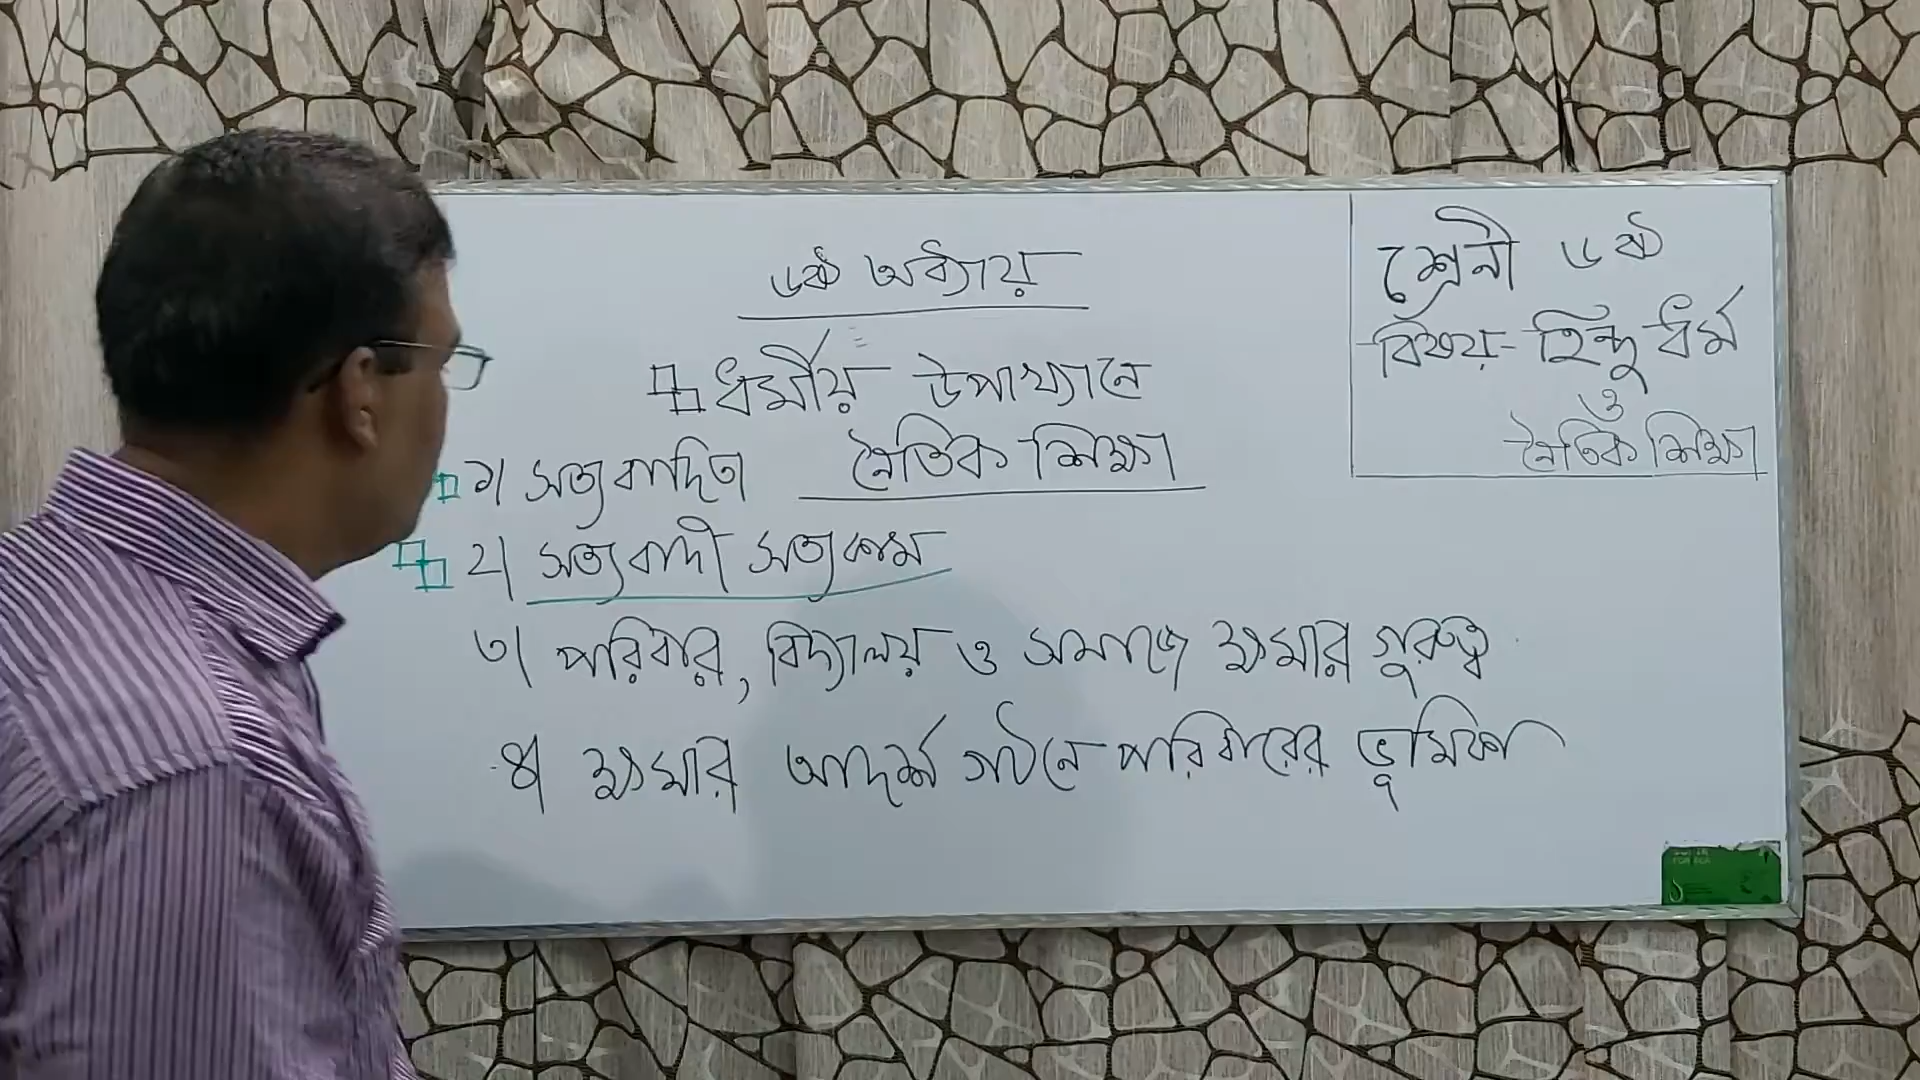 ৬ষ্ঠ অধ্যায়
ধর্মীয় উপাখ্যানে
নৈতিক শিক্ষা
১। সত্যবাদিতা
২। সত্যবাদী সত্যকাম
৩। পরিবার, বিদ্যালয় ও সমাজে ক্ষমার গুরুত্ব
৪। ক্ষমার আদর্শ গঠনে পরিবারের ভূমিকা
শ্রেনী ৬ষ্ঠ
বিষয়- হিন্দু ধর্ম
ও
নৈতিক শিক্ষা